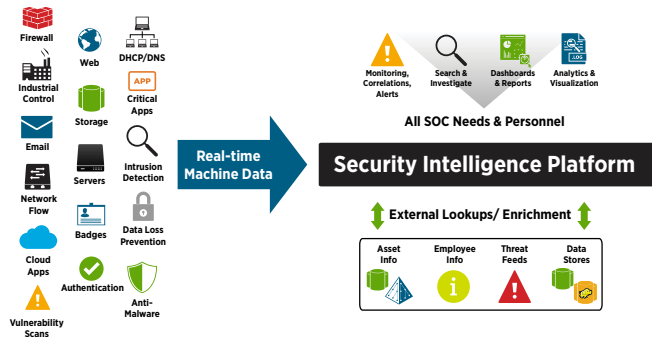 Firewall
Industrial
Control
Email
Network
Flow
Cloud
Apps
Vulnerability
Scans
Web
Storage
Servers
Badges
Authentication
DHCP/DNS
APP
Critical
Apps
Intrusion
Detection
Data Loss
Prevention
Anti-
Malware
Real-time
Machine Data
Monitoring,
Correlations,
Alerts
Search &
Investigate
Dashboards
& Reports
.LOG
Analytics &
Visualization
All SOC Needs & Personnel
Security Intelligence Platform
External Lookups/ Enrichment
Asset
Info
Employee
Info
i
Threat
Feeds
Data
Stores